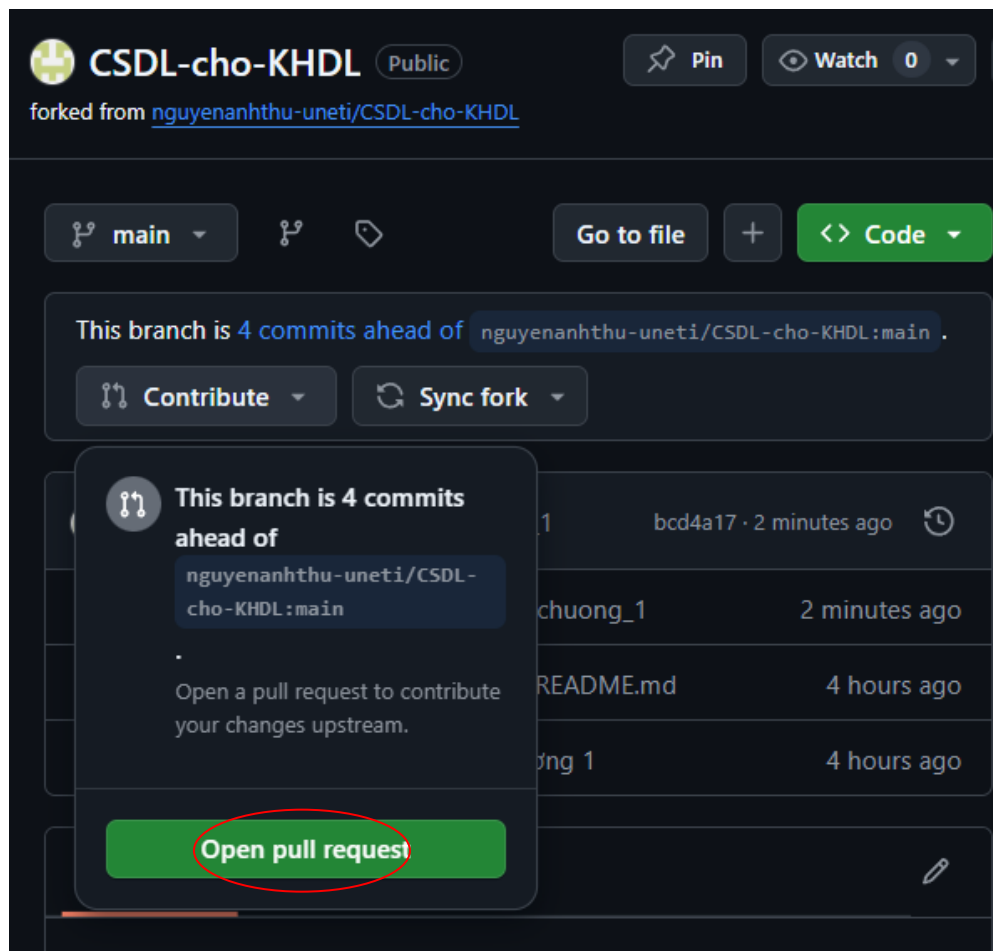 CSDL-cho-KHDL Public
Pin
Watch 0
forked from nguyenanhthu-uneti/CSDL-cho-KHDL
main
Go to file
Code
This branch is 4 commits ahead of nguyenanhthu-uneti/CSDL-cho-KHDL:main .
Contribute
Sync fork
This branch is 4 commits
ahead of
nguyenanhthu-uneti/CSDL-
cho-KHDL:main
.
Open a pull request to contribute
your changes upstream.
Open pull request
_1 bcd4a17 · 2 minutes ago
chuong_1 2 minutes ago
README.md 4 hours ago
ơng 1 4 hours ago